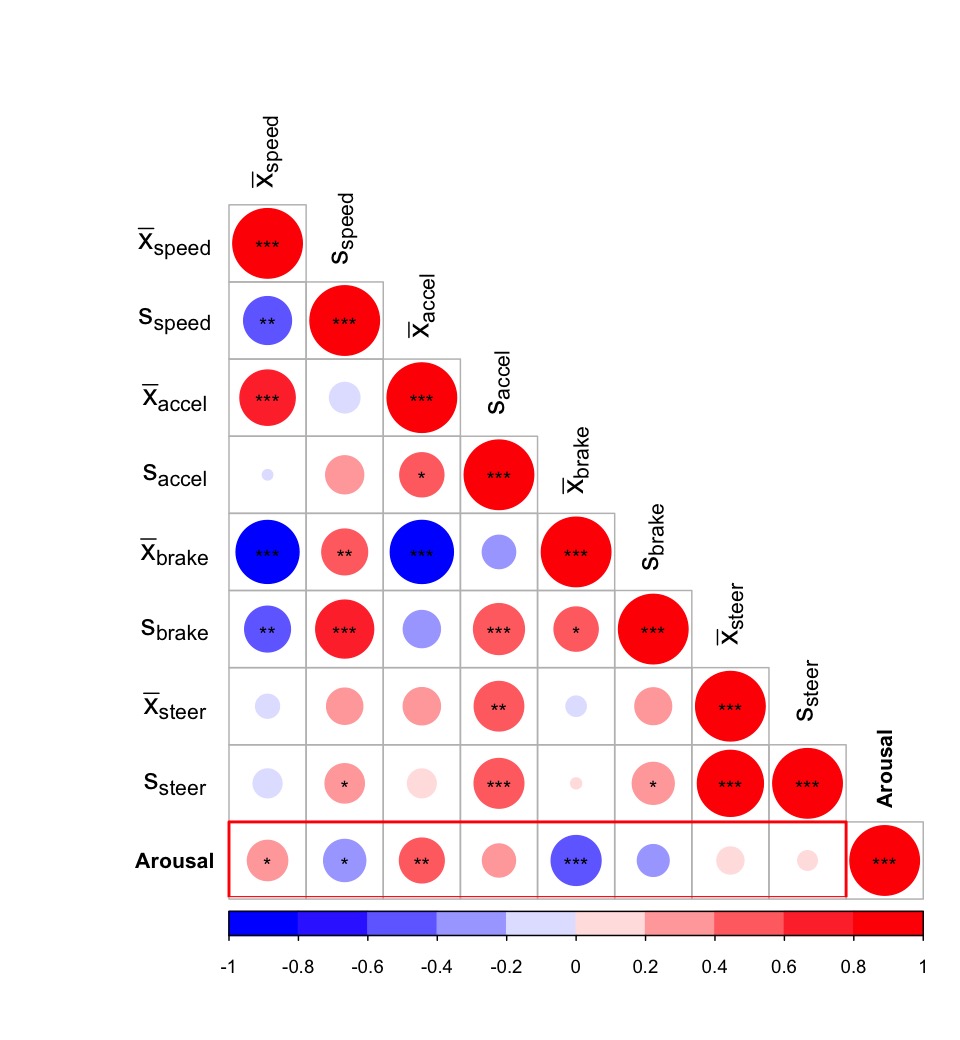 x̄speed
sspeed
x̄accel
saccel
x̄brake
sbrake
x̄steer
ssteer
Arousal
x̄speed ***
sspeed ** ***
x̄accel *** ***
saccel * ***
x̄brake *** ** *** ***
sbrake ** *** *** * ***
x̄steer ** ***
ssteer * *** * *** ***
Arousal * * ** *** ***
-1 -0.8 -0.6 -0.4 -0.2 0 0.2 0.4 0.6 0.8 1